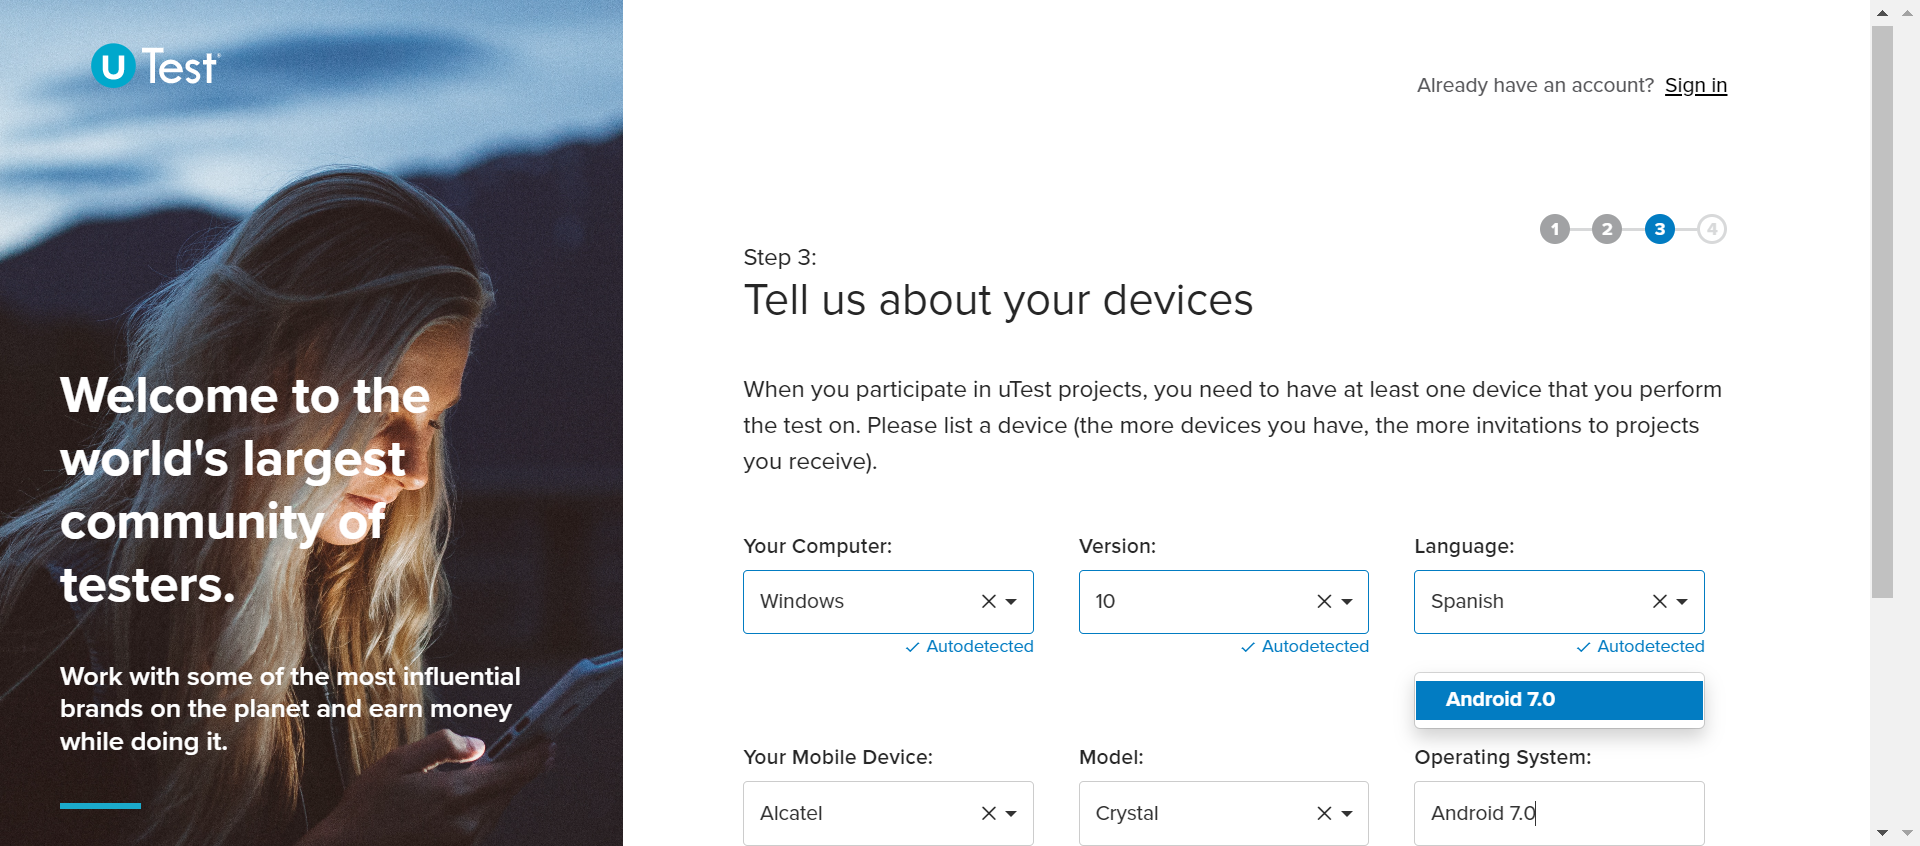 uTest
Already have an account? Sign in
1 2 3 4
Step 3:
Tell us about your devices
When you participate in uTest projects, you need to have at least one device that you perform
the test on. Please list a device (the more devices you have, the more invitations to projects
you receive).
Welcome to the
world's largest
community of
testers.
Work with some of the most influential
brands on the planet and earn money
while doing it.
Your Computer: Version: Language:
Windows 10 Spanish
Autodetected Autodetected Autodetected
Android 7.0
Your Mobile Device: Model: Operating System:
Alcatel Crystal Android 7.0